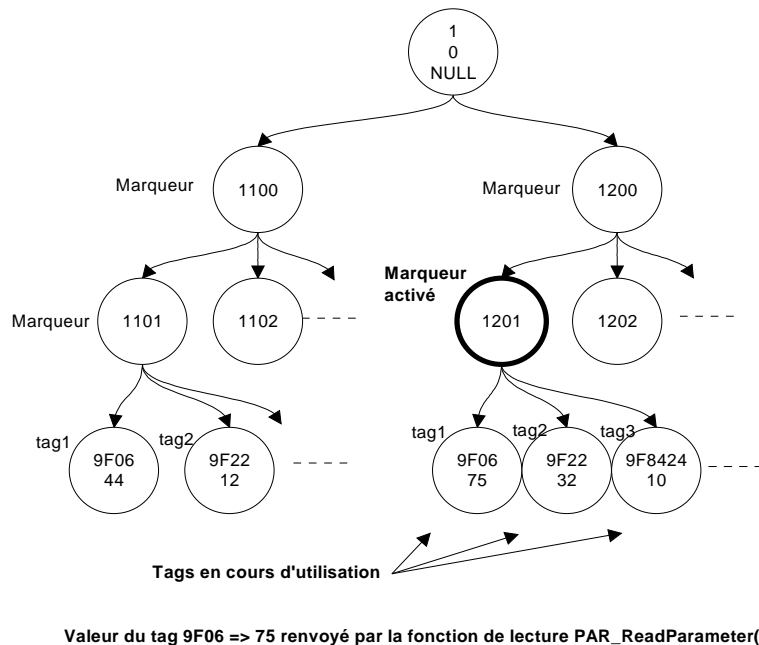 1
0
NULL
Marqueur
1100
Marqueur
1200
Marqueur
activé
Marqueur
1101
1102
1201
1202
tag1
9F06
44
tag2
9F22
12
tag1
9F06
75
tag2
9F22
32
tag3
9F8424
10
Tags en cours d'utilisation
Valeur du tag 9F06 => 75 renvoyé par la fonction de lecture PAR_ReadParameter(